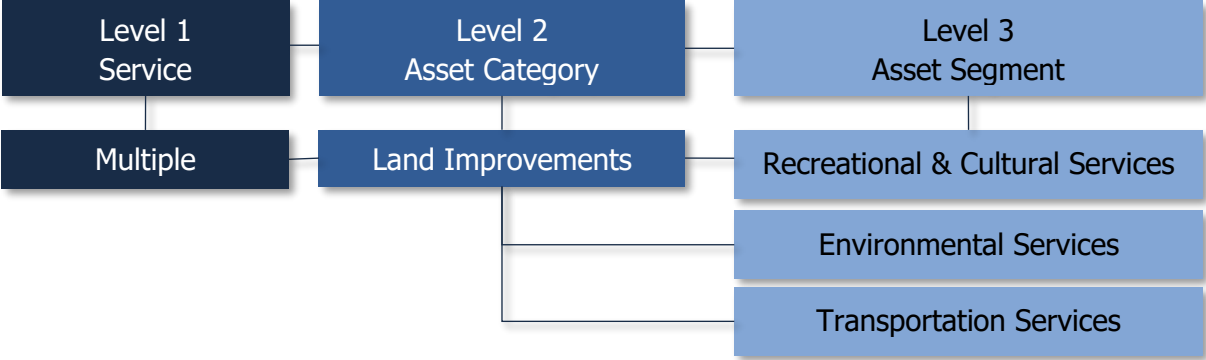 Level 1
Service
Level 2
Asset Category
Level 3
Asset Segment
Multiple
Land Improvements
Recreational & Cultural Services
Environmental Services
Transportation Services